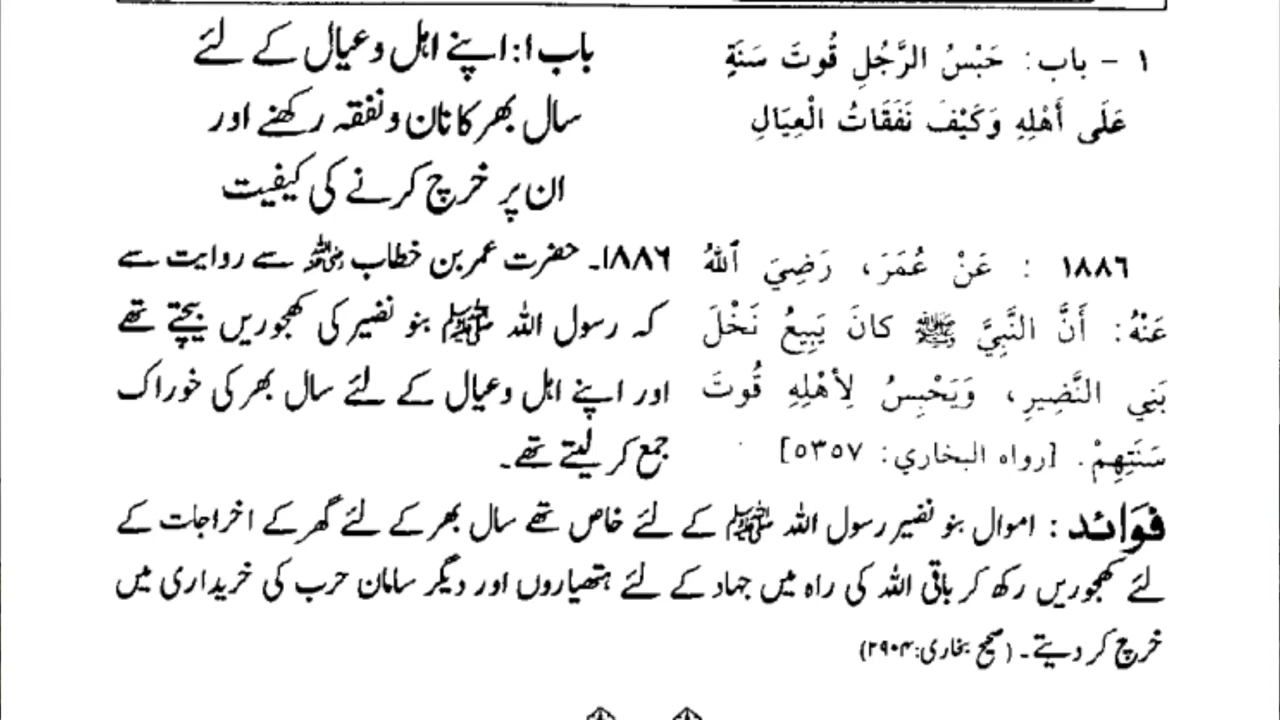 ١ - باب: حَبْسُ الرَّجُلِ قُوتَ سَنَةٍ
عَلَى أَهْلِهِ وَكَيْفَ نَفَقَاتُ الْعِيَالِ
باب ۱: اپنے اہل و عیال کے لئے
سال بھر کا نان و نفقہ رکھنے اور
ان پر خرچ کرنے کی کیفیت
١٨٨٦ : عَنْ عُمَرَ، رَضِيَ ٱللهُ
عَنْهُ: أَنَّ النَّبِيَّ ﷺ كانَ يَبِيعُ نَخْلَ
بَنِي النَّضِيرِ، وَيَحْبِسُ لِأَهْلِهِ قُوتَ
سَنَتِهِمْ. [رواه البخاري: ٥٣٥٧]
۱۸۸۶۔ حضرت عمر بن خطاب رضی اللہ عنہ سے روایت ہے
کہ رسول اللہ ﷺ بنو نضیر کی کھجوریں بیچتے تھے
اور اپنے اہل و عیال کے لئے سال بھر کی خوراک
جمع کر لیتے تھے۔
فَوَائد: اموال بنو نضیر رسول اللہ ﷺ کے لئے خاص تھے سال بھر کے لئے گھر کے اخراجات کے
لئے کھجوریں رکھ کر باقی اللہ کی راہ میں جہاد کے لئے ہتھیاروں اور دیگر سامان حرب کی خریداری میں
خرچ کر دیتے۔ (صحیح بخاری: ۲۹۰۴)